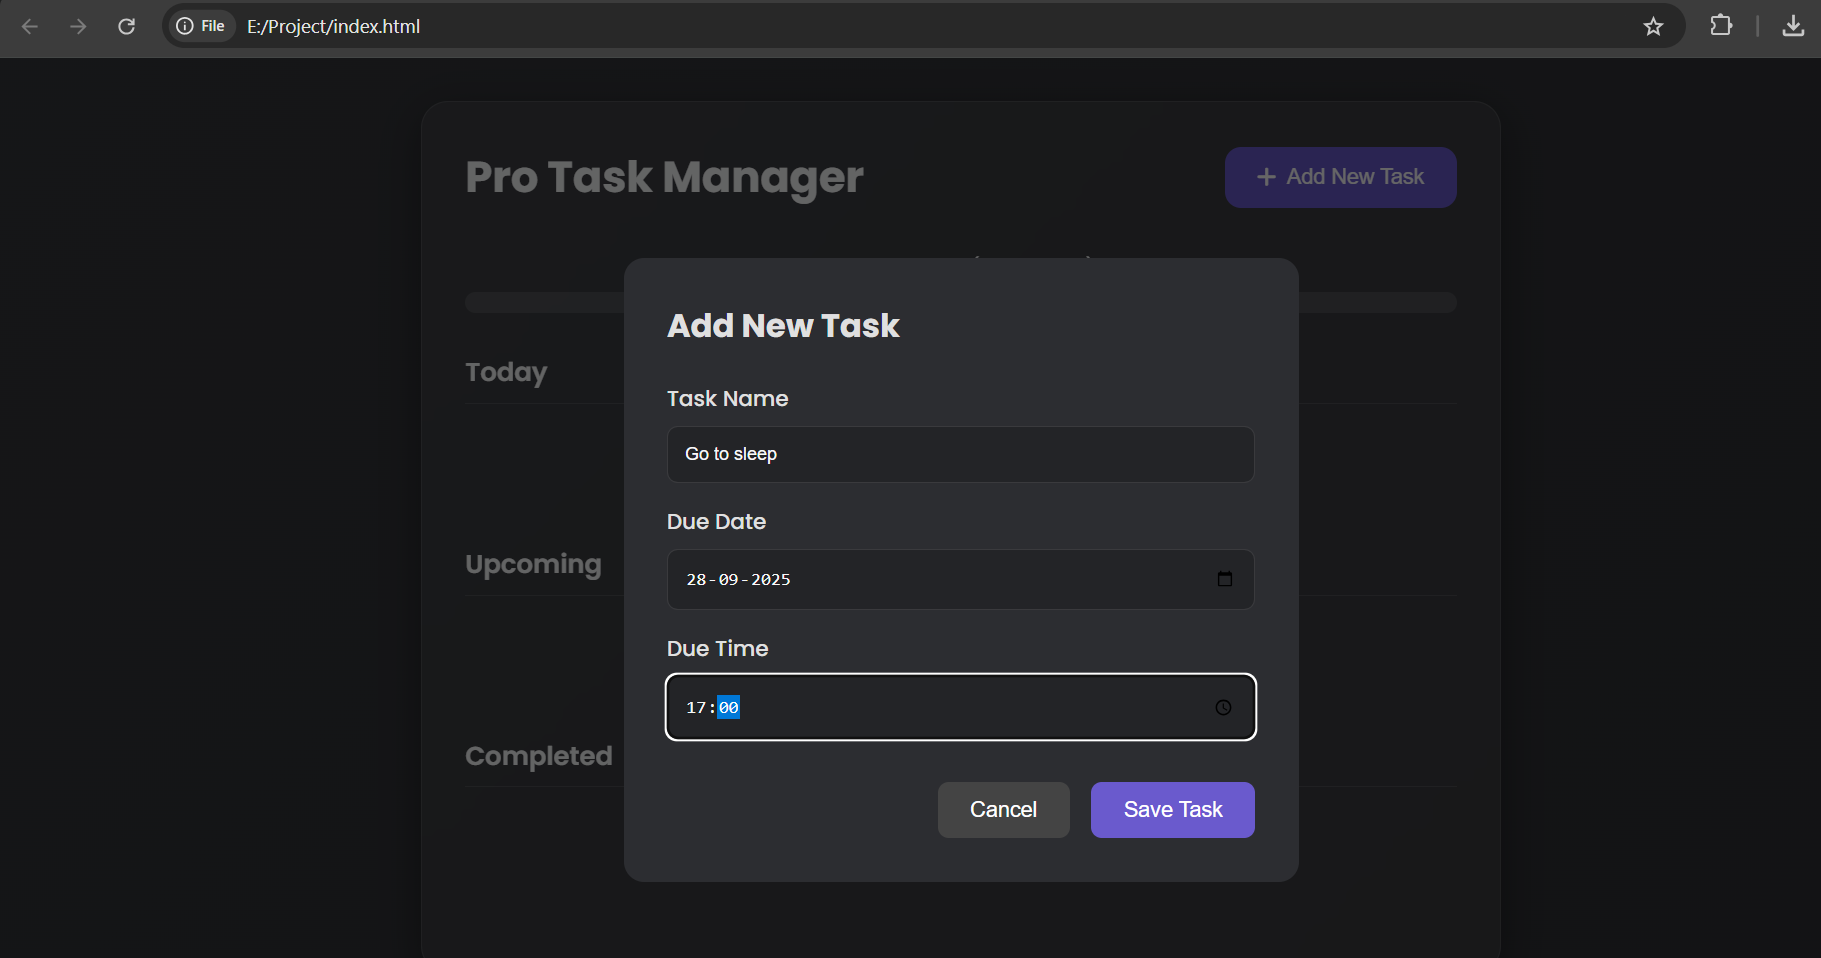 File E:/Project/index.html
Pro Task Manager
+ Add New Task
Add New Task
Today
Task Name
Go to sleep
Due Date
28-09-2025
Upcoming
Due Time
17:00
Completed
Cancel Save Task